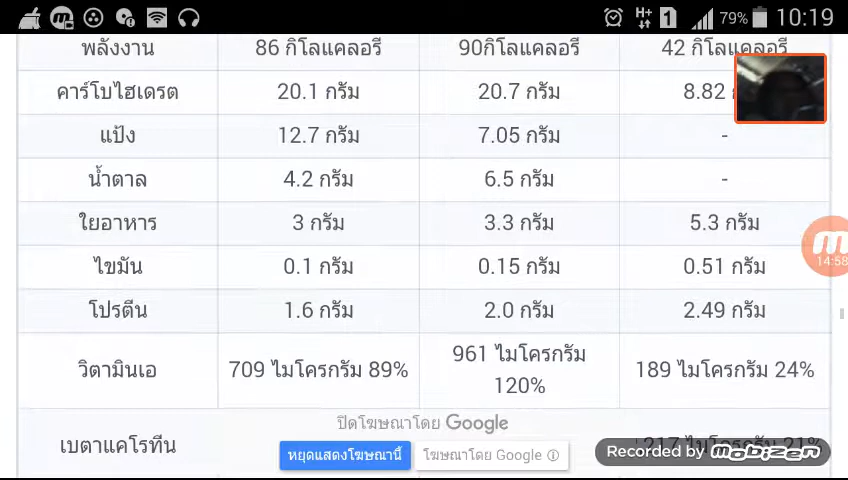 79% 10:19
พลังงาน 86 กิโลแคลอรี 90กิโลแคลอรี 42 กิโลแคลอรี
คาร์โบไฮเดรต 20.1 กรัม 20.7 กรัม 8.82
แป้ง 12.7 กรัม 7.05 กรัม -
น้ำตาล 4.2 กรัม 6.5 กรัม -
ใยอาหาร 3 กรัม 3.3 กรัม 5.3 กรัม
ไขมัน 0.1 กรัม 0.15 กรัม 0.51 กรัม
14:58
โปรตีน 1.6 กรัม 2.0 กรัม 2.49 กรัม
วิตามินเอ 709 ไมโครกรัม 89% 961 ไมโครกรัม 120% 189 ไมโครกรัม 24%
ปิดโฆษณาโดย Google
เบตาแคโรทีน
หยุดแสดงโฆษณานี้ โฆษณาโดย Google
Recorded by mobizen